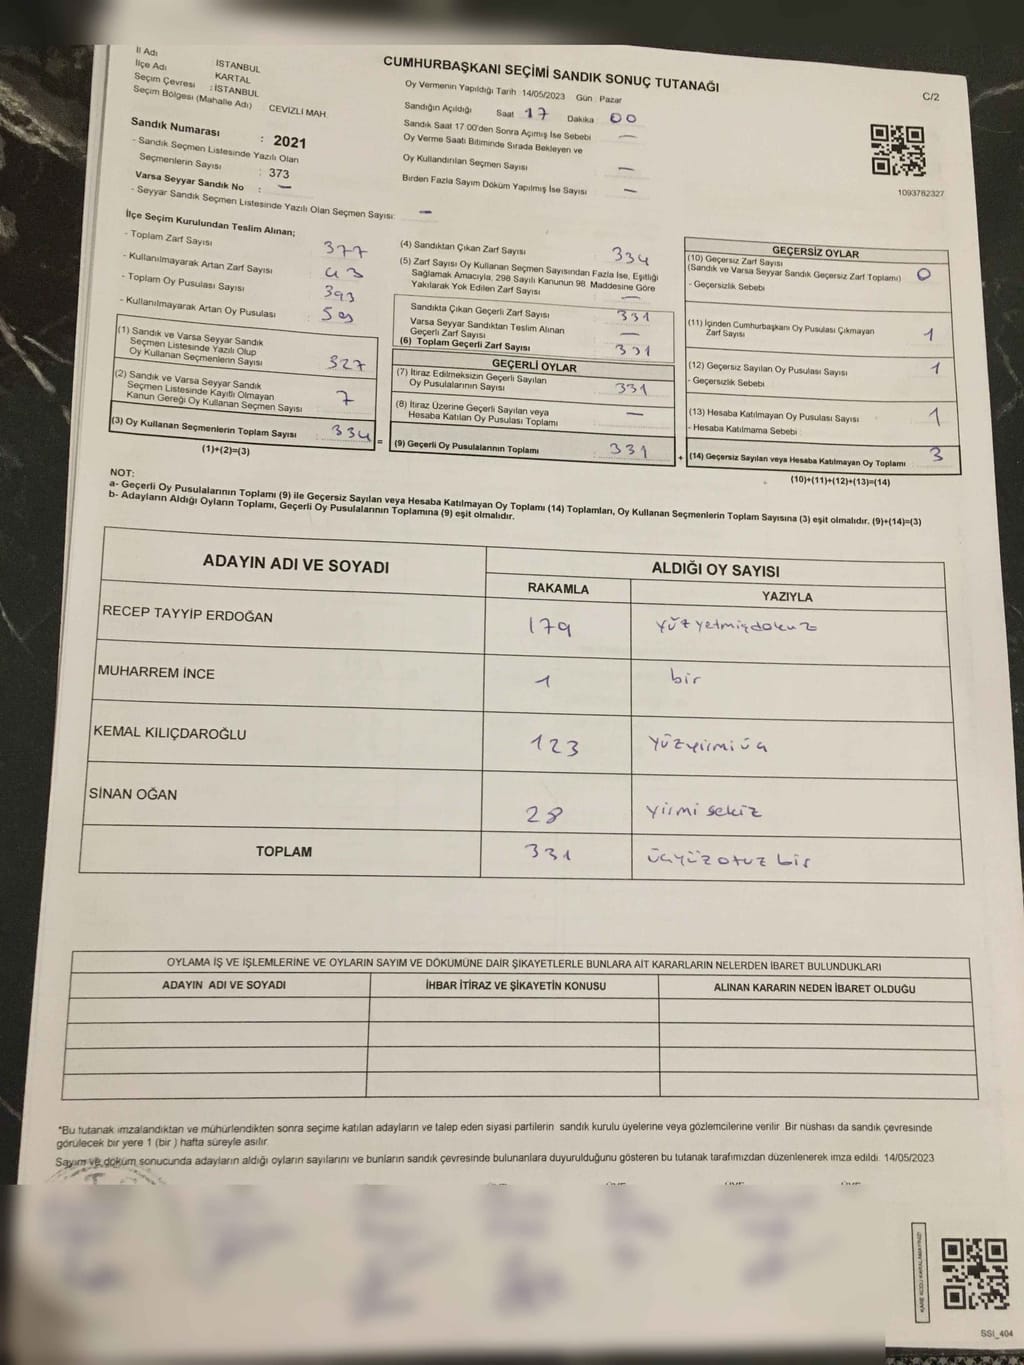 İl Adı İSTANBUL
İlçe Adı KARTAL
Seçim Çevresi : İSTANBUL
Seçim Bölgesi (Mahalle Adı) CEVİZLİ MAH.
Sandık Numarası : 2021
- Sandık Seçmen Listesinde Yazılı Olan
Seçmenlerin Sayısı : 373
Varsa Seyyar Sandık No : —
- Seyyar Sandık Seçmen Listesinde Yazılı Olan Seçmen Sayısı: —
CUMHURBAŞKANI SEÇİMİ SANDIK SONUÇ TUTANAĞI
C/2
Oy Vermenin Yapıldığı Tarih 14/05/2023 Gün : Pazar
Sandığın Açıldığı Saat 17 Dakika : 00
Sandık Saat 17 00'den Sonra Açımış İse Sebebi —
Oy Verme Saati Bitiminde Sırada Bekleyen ve
Oy Kullandırılan Seçmen Sayısı —
Birden Fazla Sayım Döküm Yapılmış İse Sayısı —
1093782327
İlçe Seçim Kurulundan Teslim Alınan;
- Toplam Zarf Sayısı 377
- Kullanılmayarak Artan Zarf Sayısı 43
- Toplam Oy Pusulası Sayısı 393
- Kullanılmayarak Artan Oy Pusulası
(1) Sandık ve Varsa Seyyar Sandık
Seçmen Listesinde Yazılı Olup
Oy Kullanan Seçmenlerin Sayısı 327
(2) Sandık ve Varsa Seyyar Sandık
Seçmen Listesinde Kayıtlı Olmayan
Kanun Gereği Oy Kullanan Seçmen Sayısı 7
(3) Oy Kullanan Seçmenlerin Toplam Sayısı 334 =
(1)+(2)=(3)
(4) Sandıktan Çıkan Zarf Sayısı 334
(5) Zarf Sayısı Oy Kullanan Seçmen Sayısından Fazla İse, Eşitliği
Sağlamak Amacıyla, 298 Sayılı Kanunun 98 Maddesine Göre
Yakılarak Yok Edilen Zarf Sayısı —
Sandıkta Çıkan Geçerli Zarf Sayısı 331
Varsa Seyyar Sandıktan Teslim Alınan
Geçerli Zarf Sayısı —
(6) Toplam Geçerli Zarf Sayısı 331
GEÇERLİ OYLAR
(7) İtiraz Edilmeksizin Geçerli Sayılan
Oy Pusulalarının Sayısı 331
(8) İtiraz Üzerine Geçerli Sayılan veya
Hesaba Katılan Oy Pusulası Toplamı —
(9) Geçerli Oy Pusulalarının Toplamı 331 +
GEÇERSİZ OYLAR
(10) Geçersiz Zarf Sayısı
(Sandık ve Varsa Seyyar Sandık Geçersiz Zarf Toplamı) 0
- Geçersizlik Sebebi
(11) İçinden Cumhurbaşkanı Oy Pusulası Çıkmayan
Zarf Sayısı 1
(12) Geçersiz Sayılan Oy Pusulası Sayısı 1
- Geçersizlik Sebebi
(13) Hesaba Katılmayan Oy Pusulası Sayısı 1
- Hesaba Katılmama Sebebi
(14) Geçersiz Sayılan veya Hesaba Katılmayan Oy Toplamı 3
(10)+(11)+(12)+(13)=(14)
NOT:
a- Geçerli Oy Pusulalarının Toplamı (9) ile Geçersiz Sayılan veya Hesaba Katılmayan Oy Toplamı (14) Toplamları, Oy Kullanan Seçmenlerin Toplam Sayısına (3) eşit olmalıdır. (9)+(14)=(3)
b- Adayların Aldığı Oyların Toplamı, Geçerli Oy Pusulalarının Toplamına (9) eşit olmalıdır.
ADAYIN ADI VE SOYADI
ALDIĞI OY SAYISI
RAKAMLA YAZIYLA
RECEP TAYYİP ERDOĞAN 179 yüzyetmişdokuz
MUHARREM İNCE 1 bir
KEMAL KILIÇDAROĞLU 123 yüzyirmiüç
SİNAN OĞAN 28 yirmi sekiz
TOPLAM 331 üçyüz otuz bir
OYLAMA İŞ VE İŞLEMLERİNE VE OYLARIN SAYIM VE DÖKÜMÜNE DAİR ŞİKAYETLERLE BUNLARA AİT KARARLARIN NELERDEN İBARET BULUNDUKLARI
ADAYIN ADI VE SOYADI İHBAR İTİRAZ VE ŞİKAYETİN KONUSU ALINAN KARARIN NEDEN İBARET OLDUĞU
*Bu tutanak imzalandıktan ve mühürlendikten sonra seçime katılan adayların ve talep eden siyasi partilerin sandık kurulu üyelerine veya gözlemcilerine verilir. Bir nüshası da sandık çevresinde
görülecek bir yere 1 (bir ) hafta süreyle asılır.
Sayım ve döküm sonucunda adayların aldığı oyların sayılarını ve bunların sandık çevresinde bulunanlara duyurulduğunu gösteren bu tutanak tarafımızdan düzenlenerek imza edildi. 14/05/2023
KARE KODU KARALAMAYINIZ!
SSI_404